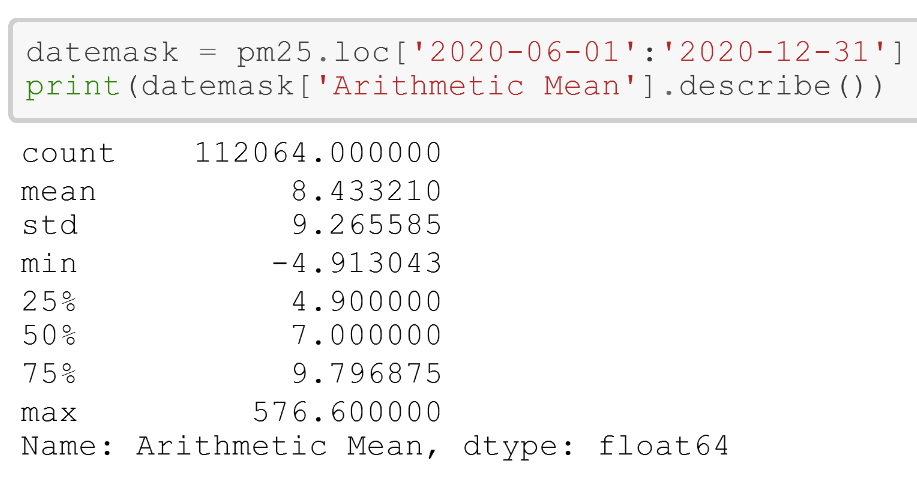 datemask = pm25.loc['2020-06-01':'2020-12-31']
print(datemask['Arithmetic Mean'].describe())
count    112064.000000
mean          8.433210
std           9.265585
min          -4.913043
25%           4.900000
50%           7.000000
75%           9.796875
max         576.600000
Name: Arithmetic Mean, dtype: float64